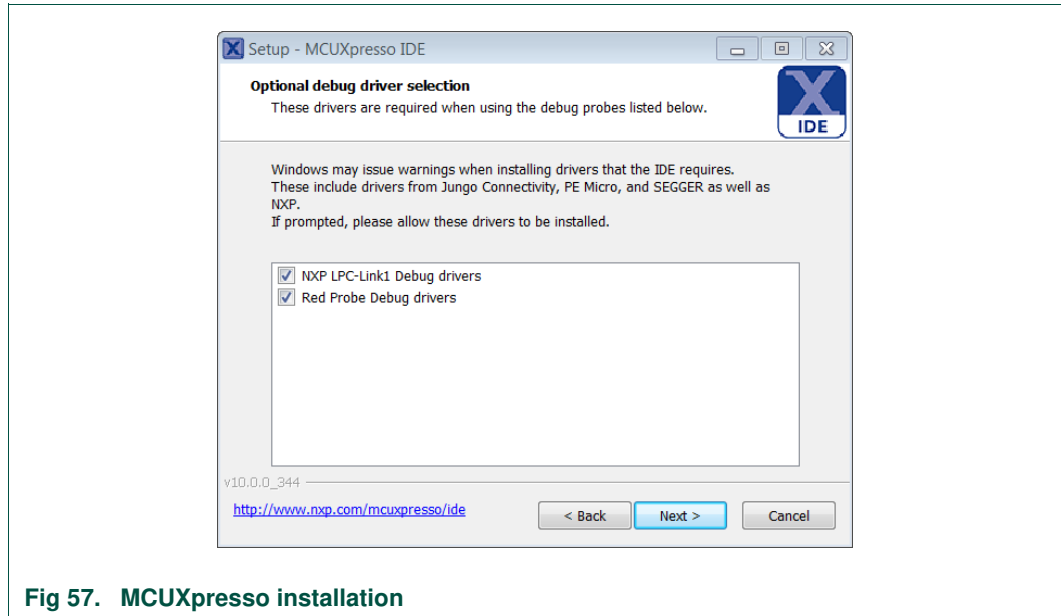 Setup - MCUXpresso IDE
Optional debug driver selection
These drivers are required when using the debug probes listed below.
X
IDE
Windows may issue warnings when installing drivers that the IDE requires.
These include drivers from Jungo Connectivity, PE Micro, and SEGGER as well as
NXP.
If prompted, please allow these drivers to be installed.
NXP LPC-Link1 Debug drivers
Red Probe Debug drivers
v10.0.0_344
http://www.nxp.com/mcuxpresso/ide
< Back
Next >
Cancel
Fig 57. MCUXpresso installation